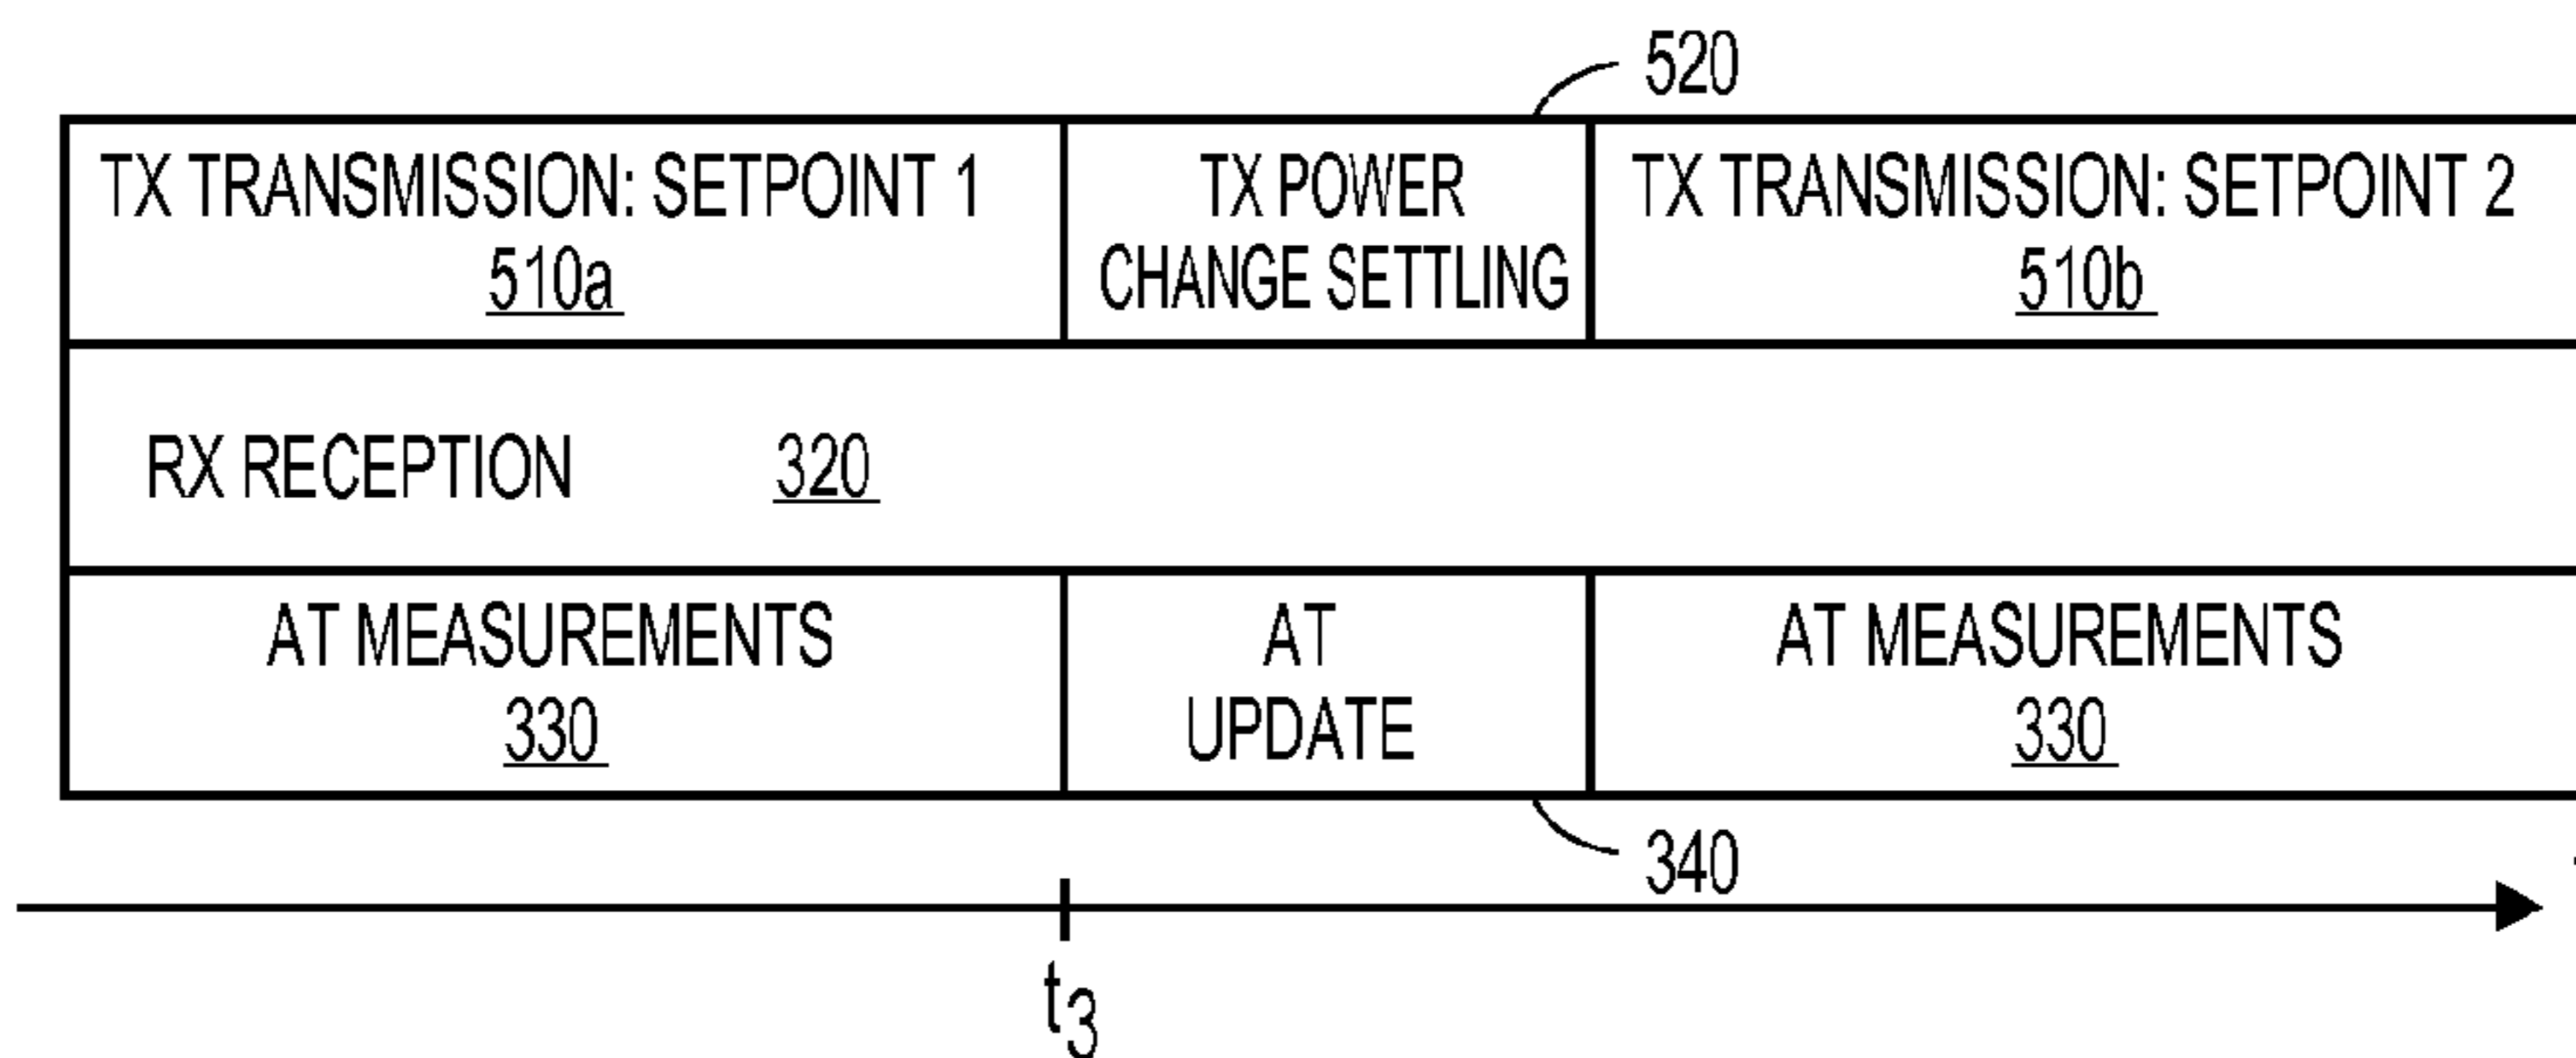 520
TX TRANSMISSION: SETPOINT 1
510a
TX POWER
CHANGE SETTLING
TX TRANSMISSION: SETPOINT 2
510b
RX RECEPTION 320
AT MEASUREMENTS
330
AT
UPDATE
AT MEASUREMENTS
330
340
t3